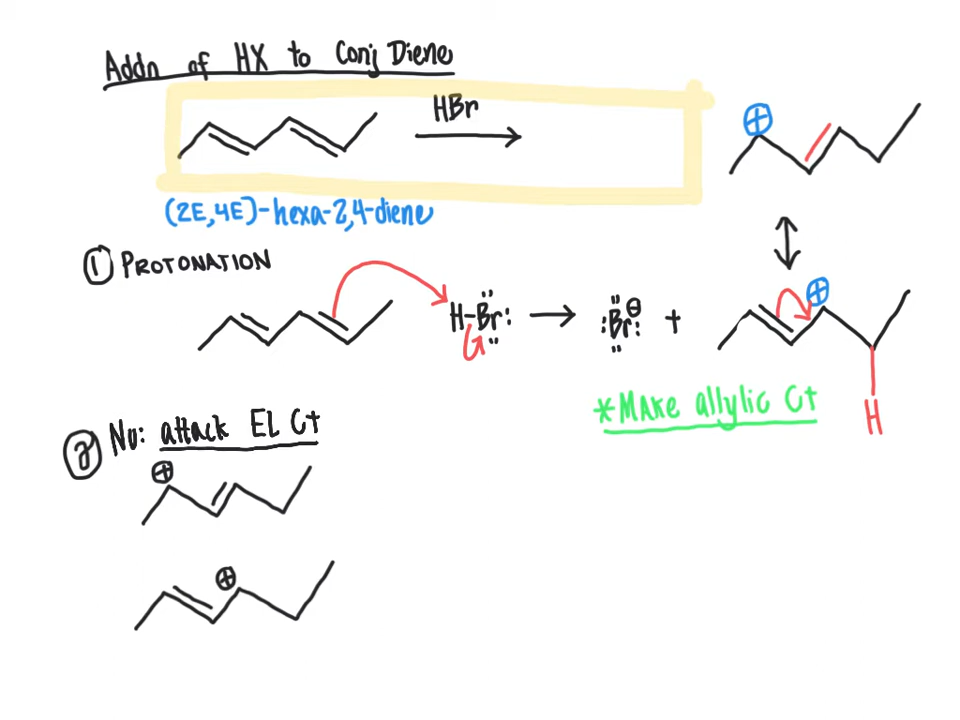 Addn of HX to Conj Diene
HBr
(2E,4E)-hexa-2,4-diene
① PROTONATION
H-Br: → :Br:⊖ +
⊕
⊕
H
*Make allylic C+
② Nu: attack EL C+
⊕
⊕